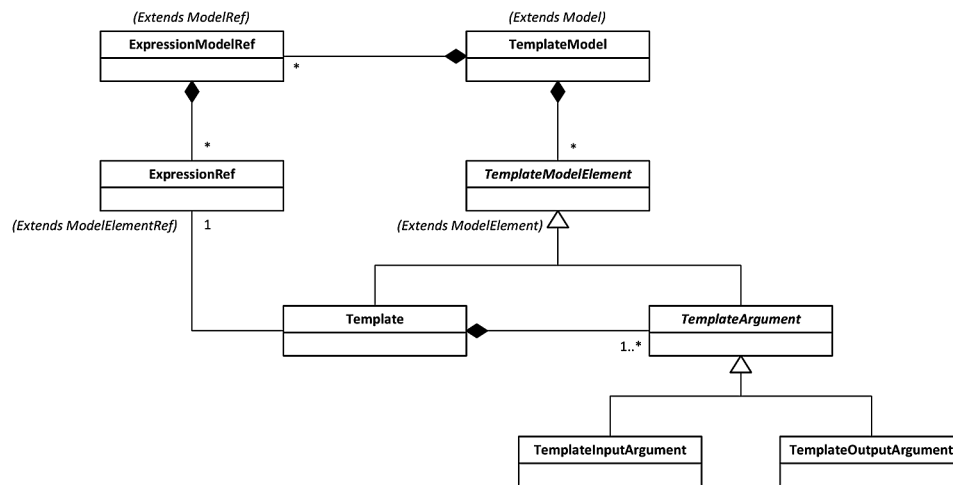 (Extends ModelRef)
(Extends Model)
ExpressionModelRef
TemplateModel
*
*
*
ExpressionRef
TemplateModelElement
(Extends ModelElementRef)
1
(Extends ModelElement)
Template
TemplateArgument
1..*
TemplateInputArgument
TemplateOutputArgument